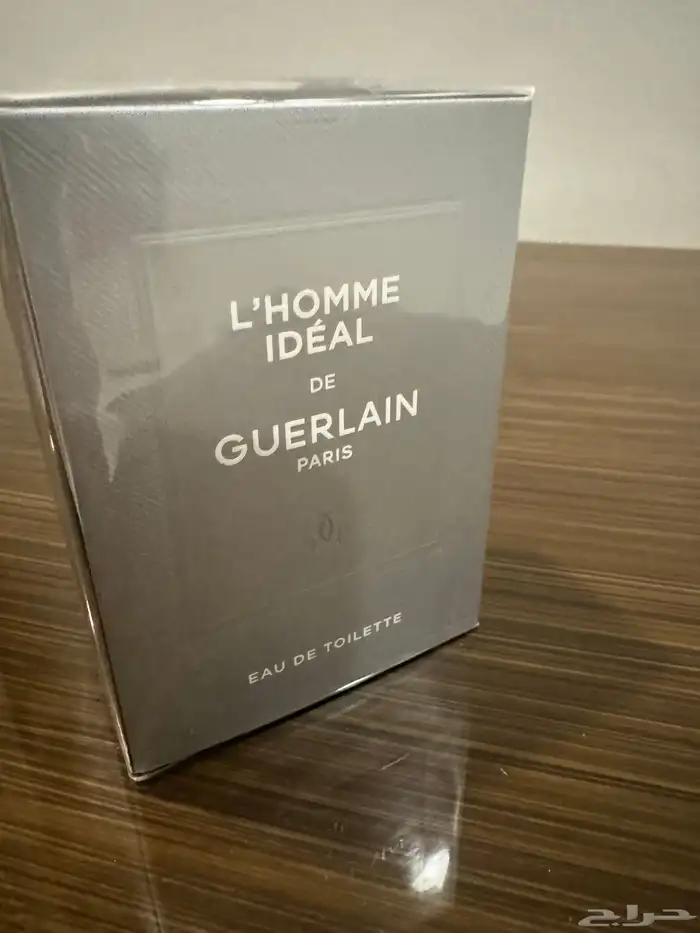 L'HOMME
IDÉAL
DE
GUERLAIN
PARIS
EAU DE TOILETTE
حراج